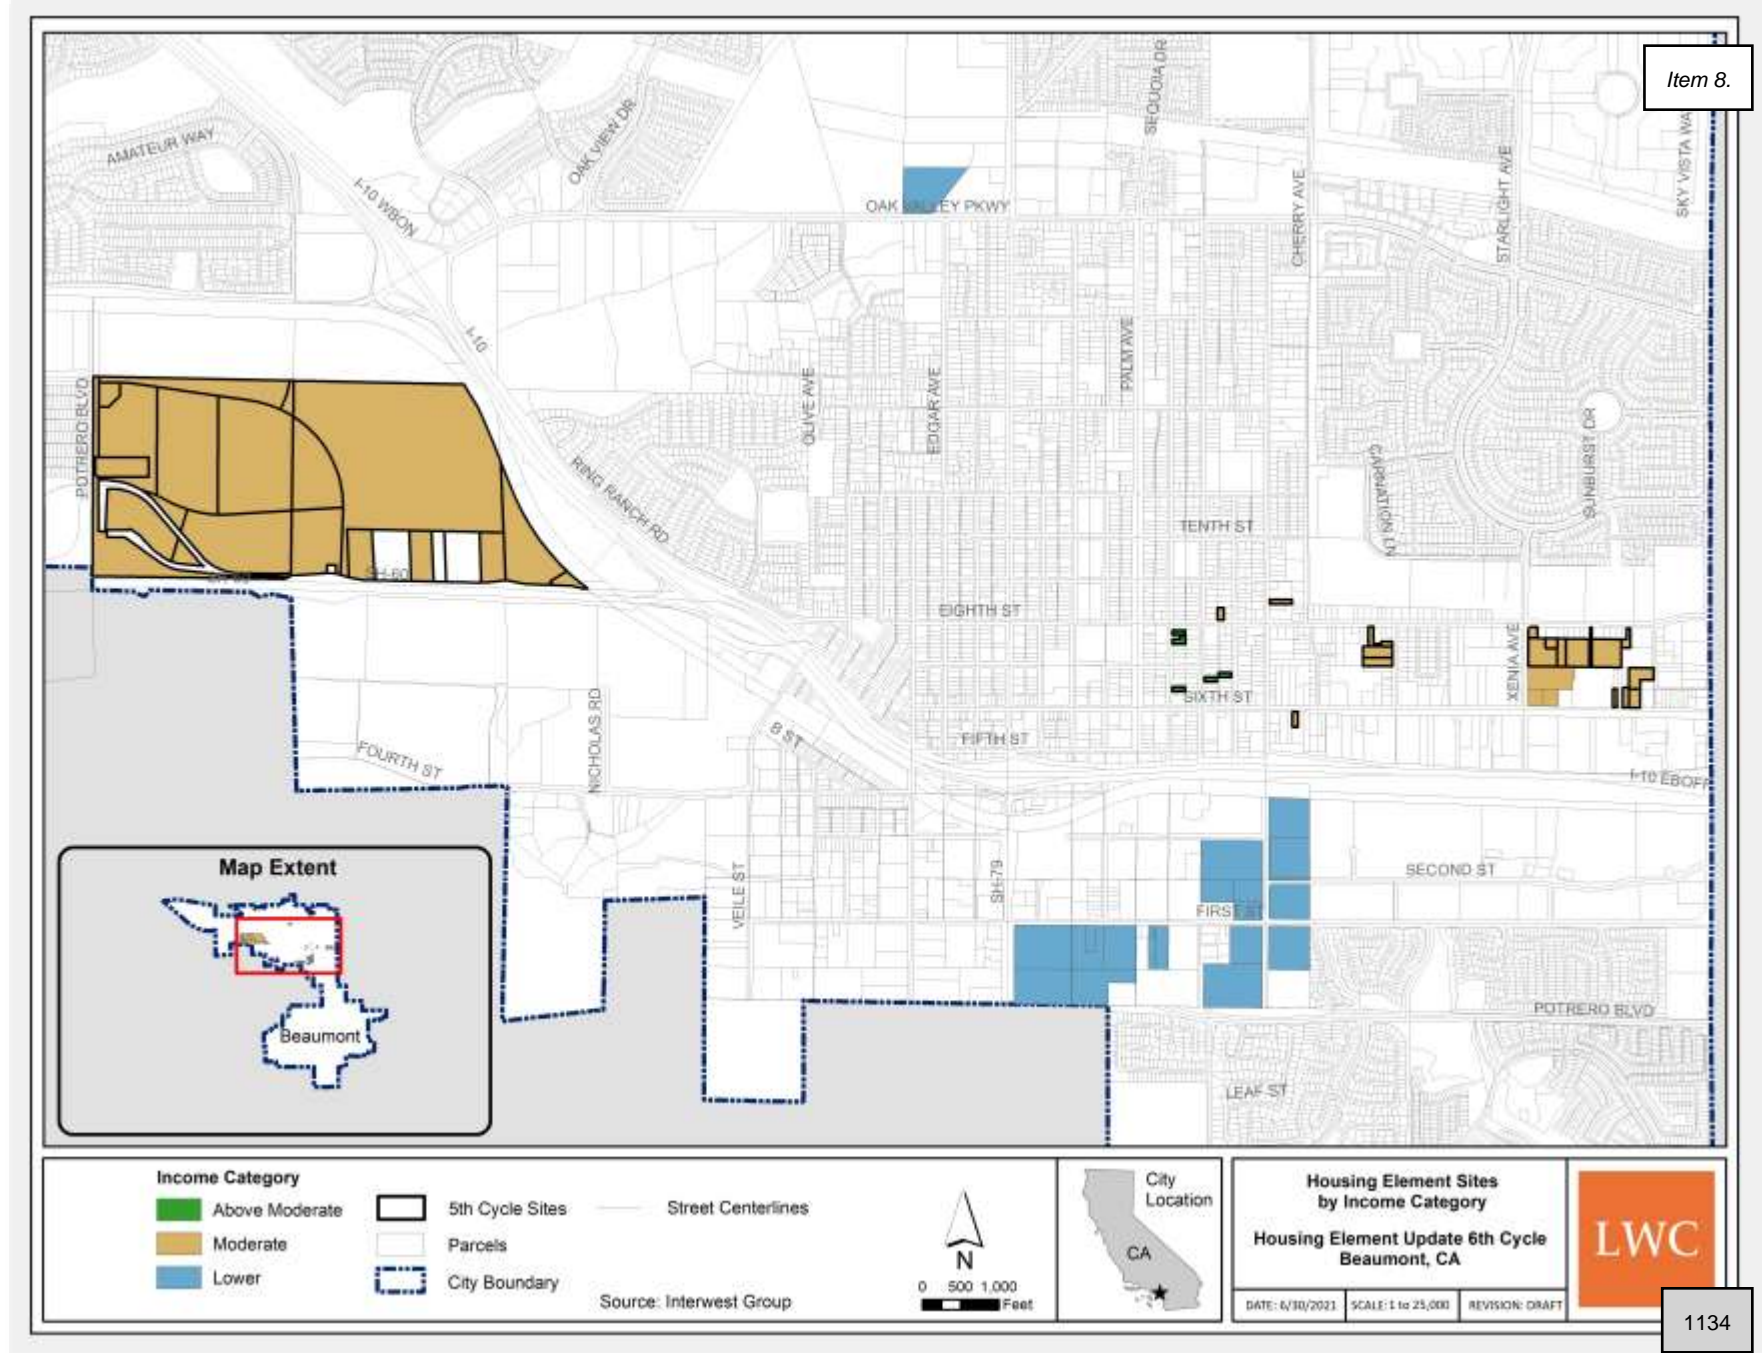 Item 8.
SEQUOIA DR
AMATEUR WAY
OAK VIEW DR
I-10 WBON
OAK VALLEY PKWY
CHERRY AVE
STARLIGHT AVE
SKY VISTA WA
I-10
POTRERO BLVD
OLIVE AVE
EDGAR AVE
PALM AVE
RING RANCH RD
CARNATION LN
SUNBURST DR
TENTH ST
SH-60
SH-60
EIGHTH ST
XENIA AVE
SIXTH ST
NICHOLAS RD
B ST
FIFTH ST
FOURTH ST
I-10 EBOFF
Map Extent
Beaumont
VEILE ST
SH-79
SECOND ST
FIRST ST
POTRERO BLVD
LEAF ST
Income Category
Above Moderate
Moderate
Lower
5th Cycle Sites
Parcels
City Boundary
Street Centerlines
Source: Interwest Group
N
0 500 1,000
Feet
City
Location
CA
Housing Element Sites
by Income Category
Housing Element Update 6th Cycle
Beaumont, CA
DATE: 6/30/2021
SCALE:1 to 25,000
REVISION: DRAFT
LWC
1134